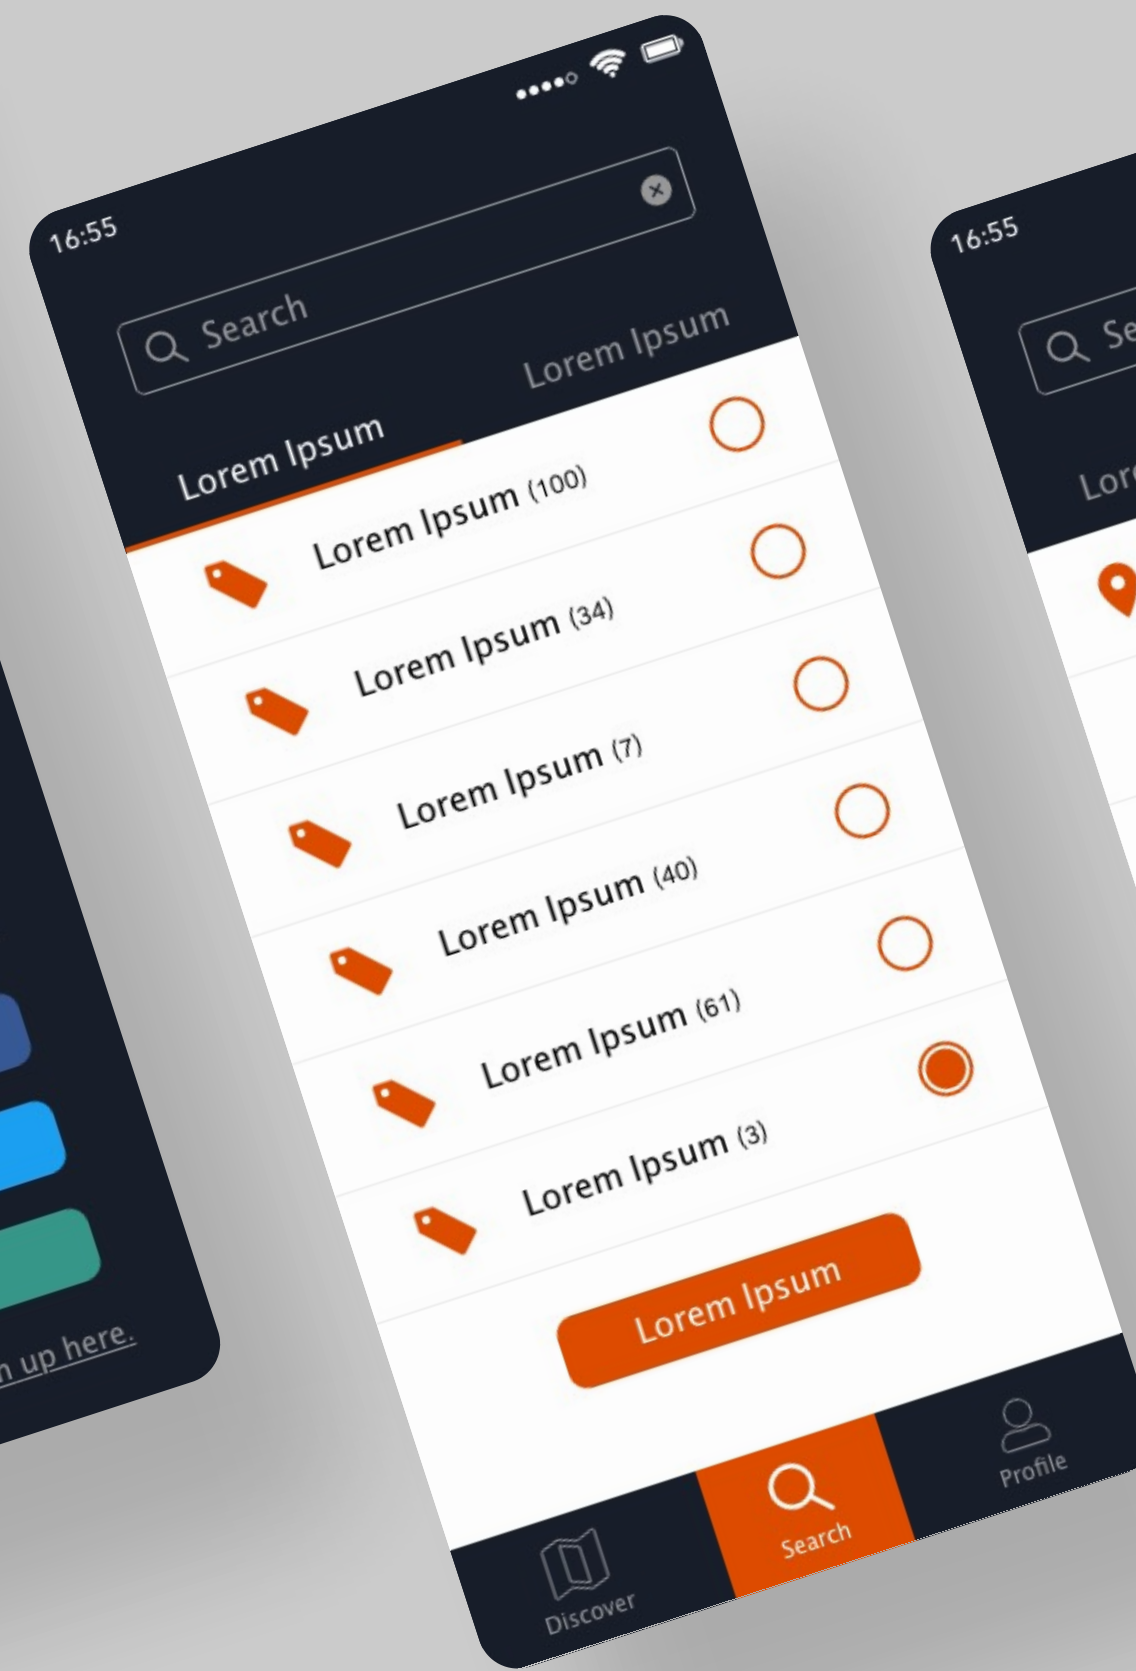 16:55
Search
Lorem Ipsum
Lorem Ipsum
Lorem Ipsum (100)
Lorem Ipsum (34)
Lorem Ipsum (7)
Lorem Ipsum (40)
Lorem Ipsum (61)
Lorem Ipsum (3)
Lorem Ipsum
Discover
Search
Profile
up here.
16:55